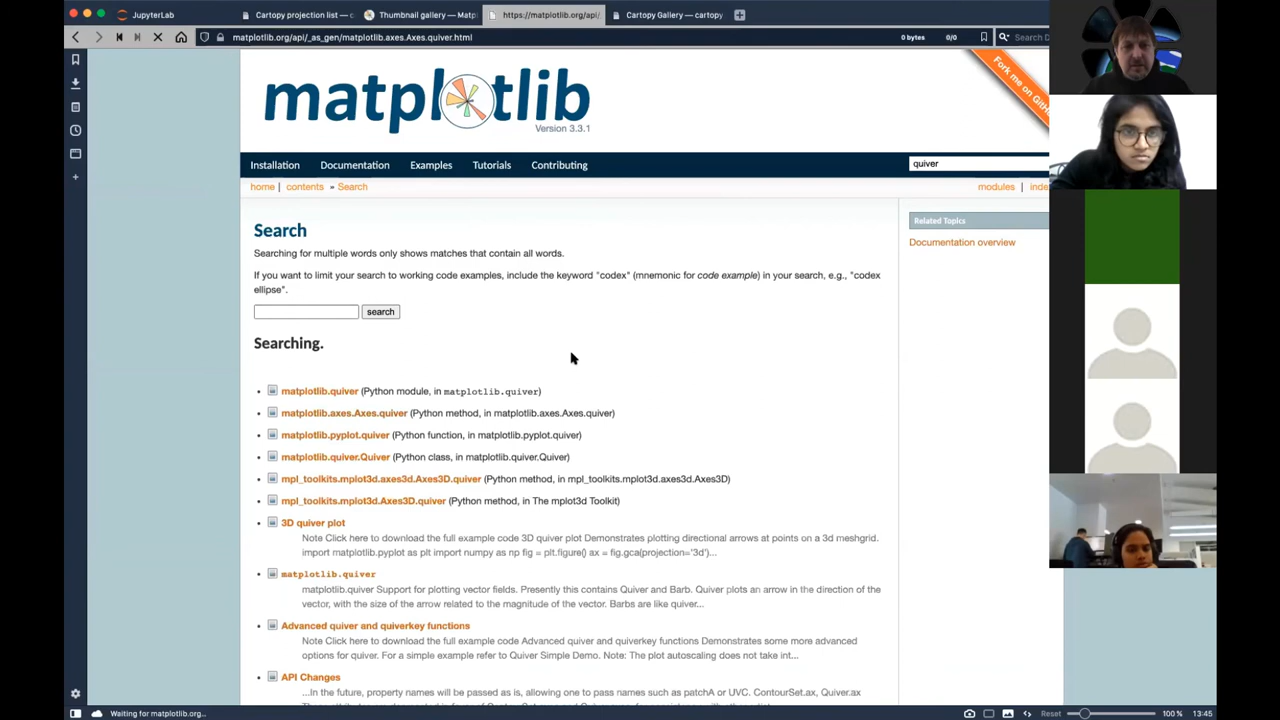 JupyterLab
Cartopy projection list — c
Thumbnail gallery — Matp
https://matplotlib.org/api/
Cartopy Gallery — cartopy
matplotlib.org/api/_as_gen/matplotlib.axes.Axes.quiver.html
0 bytes
0/0
Search D
matplotlib
Version 3.3.1
Fork me on GitH
Installation
Documentation
Examples
Tutorials
Contributing
quiver
home |
contents
» Search
modules |
inde
Search
Related Topics
Documentation overview
Searching for multiple words only shows matches that contain all words.
If you want to limit your search to working code examples, include the keyword "codex" (mnemonic for code example) in your search, e.g., "codex
ellipse".
search
Searching.
• matplotlib.quiver (Python module, in matplotlib.quiver)
• matplotlib.axes.Axes.quiver (Python method, in matplotlib.axes.Axes.quiver)
• matplotlib.pyplot.quiver (Python function, in matplotlib.pyplot.quiver)
• matplotlib.quiver.Quiver (Python class, in matplotlib.quiver.Quiver)
• mpl_toolkits.mplot3d.axes3d.Axes3D.quiver (Python method, in mpl_toolkits.mplot3d.axes3d.Axes3D)
• mpl_toolkits.mplot3d.Axes3D.quiver (Python method, in The mplot3d Toolkit)
• 3D quiver plot
Note Click here to download the full example code 3D quiver plot Demonstrates plotting directional arrows at points on a 3d meshgrid.
import matplotlib.pyplot as plt import numpy as np fig = plt.figure() ax = fig.gca(projection='3d')...
• matplotlib.quiver
matplotlib.quiver Support for plotting vector fields. Presently this contains Quiver and Barb. Quiver plots an arrow in the direction of the
vector, with the size of the arrow related to the magnitude of the vector. Barbs are like quiver...
• Advanced quiver and quiverkey functions
Note Click here to download the full example code Advanced quiver and quiverkey functions Demonstrates some more advanced
options for quiver. For a simple example refer to Quiver Simple Demo. Note: The plot autoscaling does not take int...
• API Changes
...In the future, property names will be passed as is, allowing one to pass names such as patchA or UVC. ContourSet.ax, Quiver.ax
Waiting for matplotlib.org...
Reset
100 %
13:45